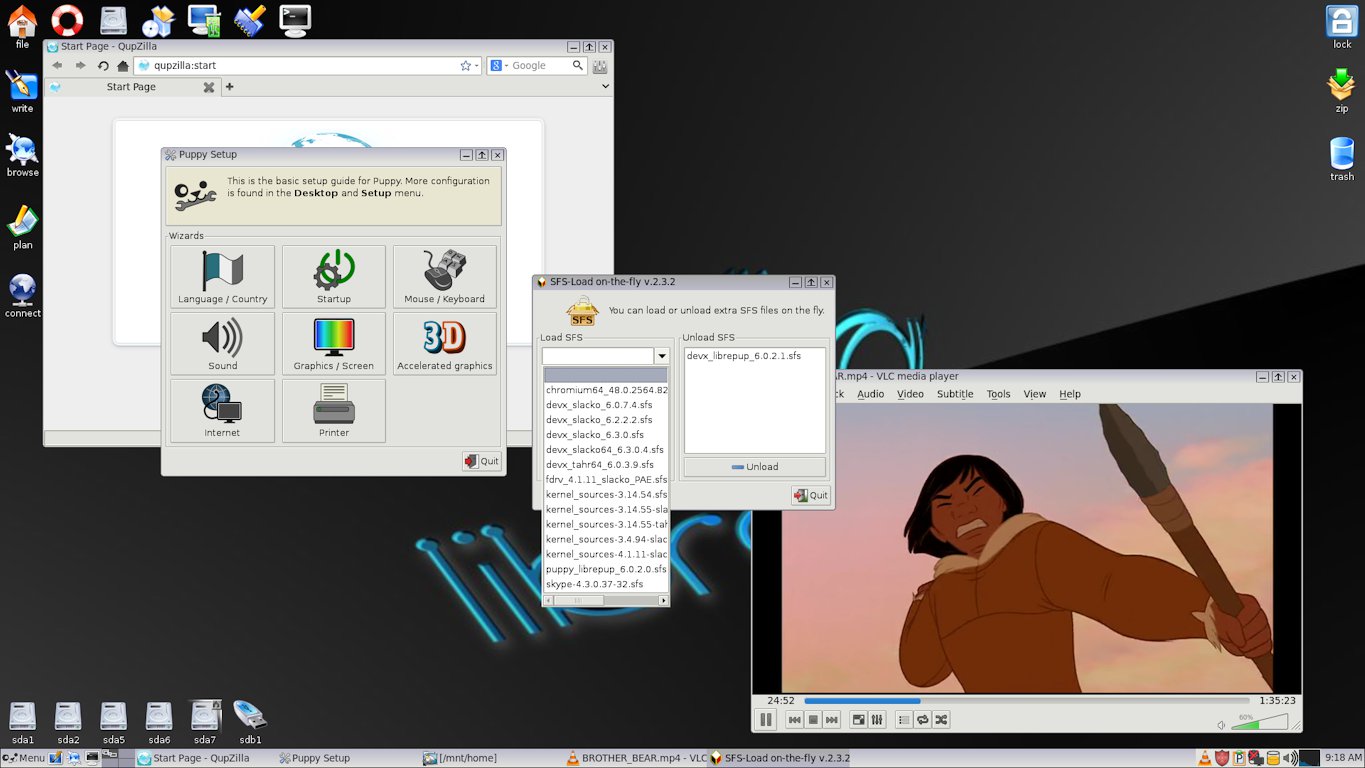 file
write
browse
plan
connect
lock
zip
trash
Start Page - QupZilla
qupzilla:start
Google
Start Page
Puppy Setup
This is the basic setup guide for Puppy. More configuration
is found in the Desktop and Setup menu.
Wizards
Language / Country
Startup
Mouse / Keyboard
Sound
Graphics / Screen
3D
Accelerated graphics
Internet
Printer
Quit
SFS-Load on-the-fly v.2.3.2
SFS
You can load or unload extra SFS files on the fly.
Load SFS
Unload SFS
devx_librepup_6.0.2.1.sfs
chromium64_48.0.2564.82
devx_slacko_6.0.7.4.sfs
devx_slacko_6.2.2.2.sfs
devx_slacko_6.3.0.sfs
devx_slacko64_6.3.0.4.sfs
devx_tahr64_6.0.3.9.sfs
fdrv_4.1.11_slacko_PAE.sfs
kernel_sources-3.14.54.sfs
kernel_sources-3.14.55-sla
kernel_sources-3.14.55-tah
kernel_sources-3.4.94-slac
kernel_sources-4.1.11-slac
puppy_librepup_6.0.2.0.sfs
skype-4.3.0.37-32.sfs
Unload
Quit
AR.mp4 - VLC media player
ck Audio Video Subtitle Tools View Help
24:52
1:35:23
60%
sda1
sda2
sda5
sda6
sda7
sdb1
Menu
Start Page - QupZilla
Puppy Setup
[/mnt/home]
BROTHER_BEAR.mp4 - VLC
SFS-Load on-the-fly v.2.3.2
9:18 AM